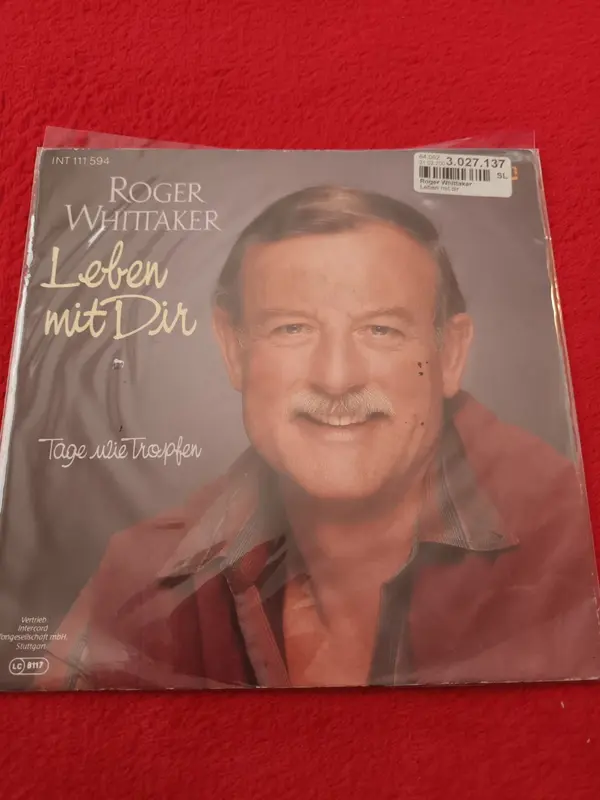 INT 111 594
3.027.137
SL
Roger Whittaker
Leben mit dir
ROGER
WHITTAKER
Leben
mit Dir
Tage wie Tropfen
Vertrieb
Intercord
Tongesellschaft mbH.
Stuttgart
LC 8117